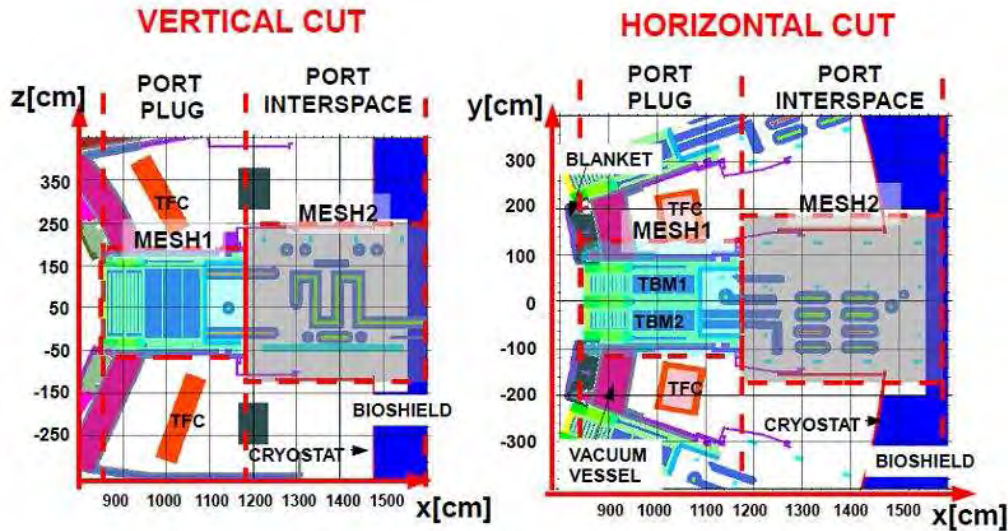 VERTICAL CUT
PORT
PLUG
PORT
INTERSPACE
z[cm]
350
250
150
50
-50
-150
-250
TFC
MESH1
MESH2
TFC
BIOSHIELD
CRYOSTAT
900 1000 1100 1200 1300 1400 1500
x[cm]
HORIZONTAL CUT
PORT
PLUG
PORT
INTERSPACE
y[cm]
300
200
100
0
-100
-200
-300
BLANKET
TFC
MESH1
MESH2
TBM1
TBM2
TFC
CRYOSTAT
VACUUM
VESSEL
BIOSHIELD
900 1000 1100 1200 1300 1400 1500
x[cm]